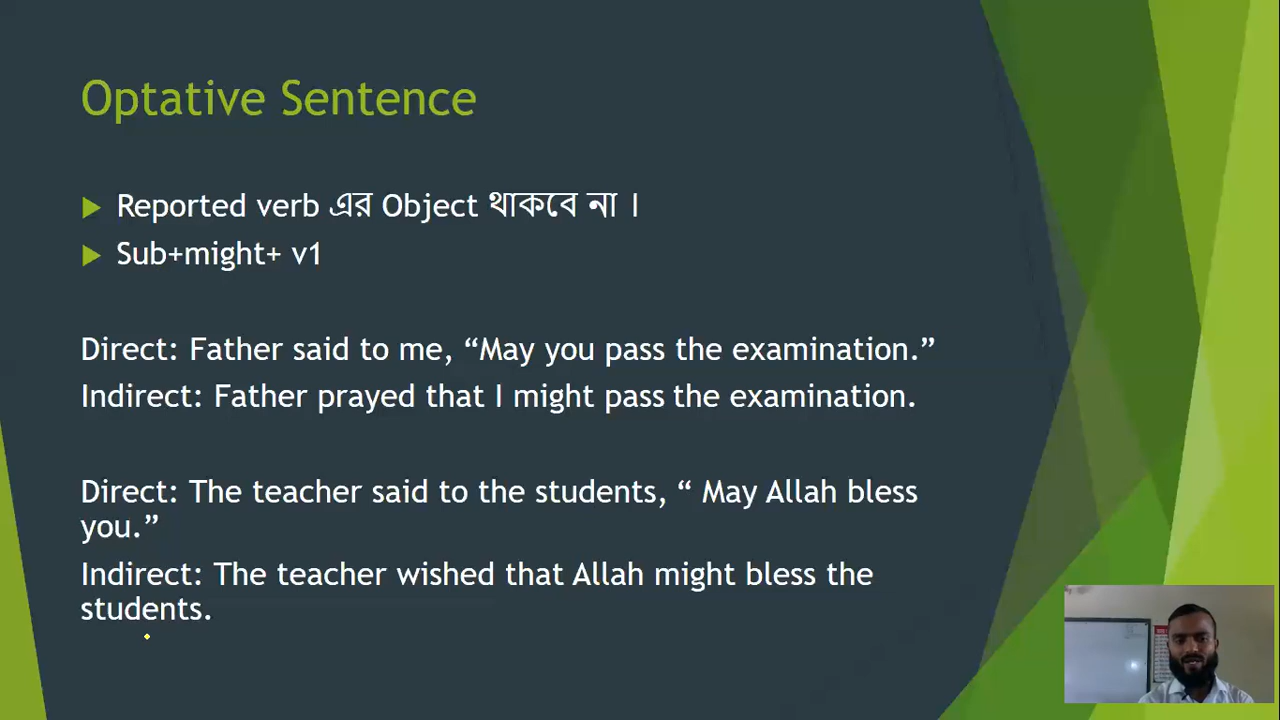 Optative Sentence
Reported verb এর Object থাকবে না ।
Sub+might+ v1
Direct: Father said to me, “May you pass the examination.”
Indirect: Father prayed that I might pass the examination.
Direct: The teacher said to the students, “ May Allah bless
you.”
Indirect: The teacher wished that Allah might bless the
students.